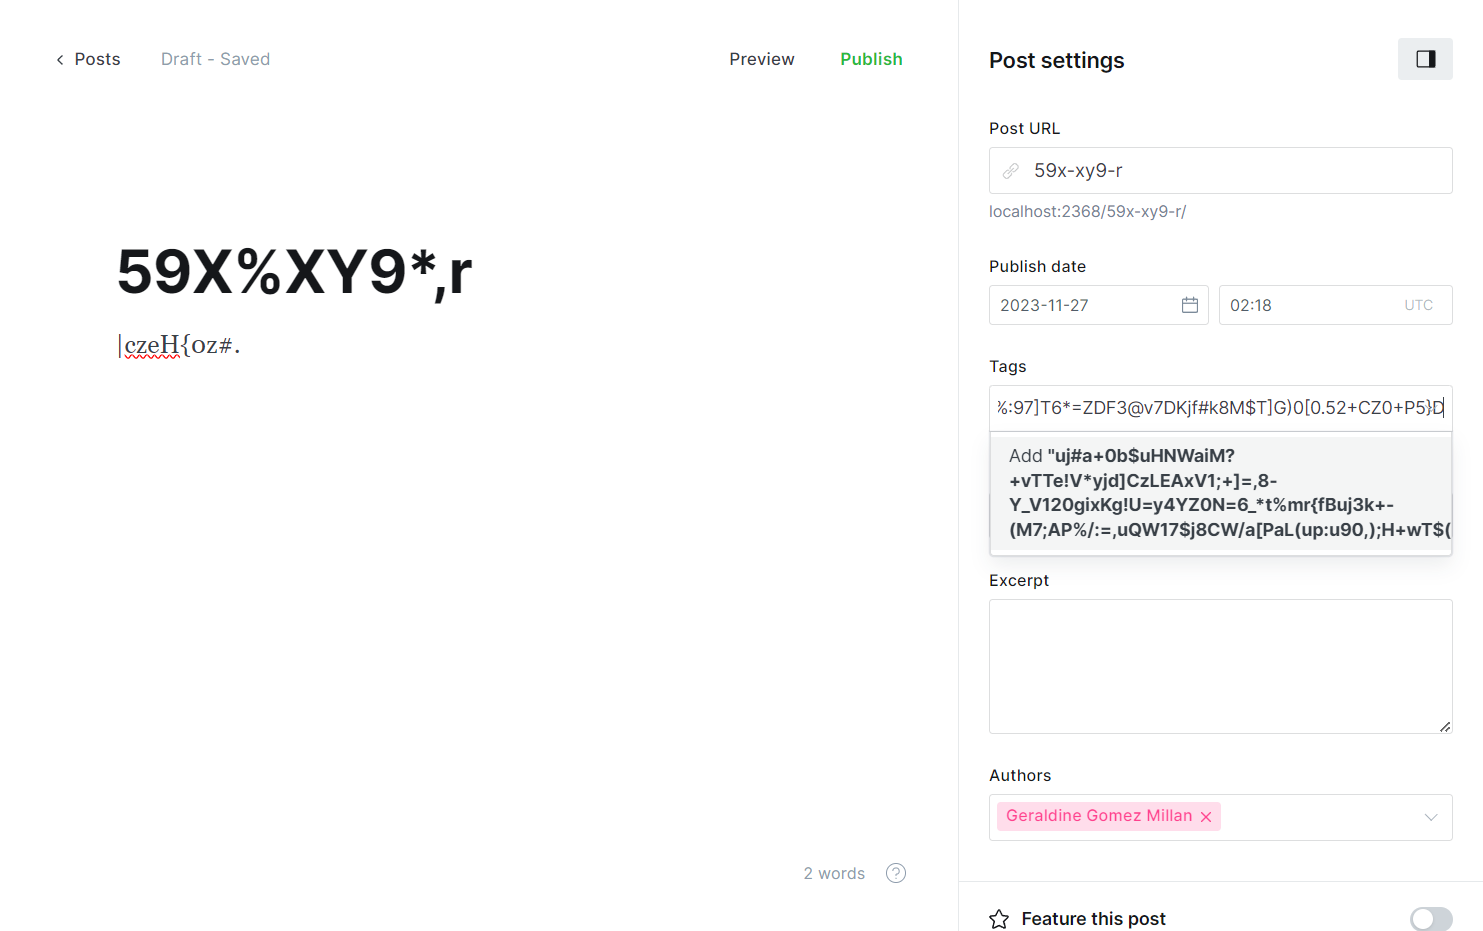 Posts
Draft - Saved
Preview
Publish
59X%XY9*,r
|czeH{0z#.
2 words
?
Post settings
Post URL
59x-xy9-r
localhost:2368/59x-xy9-r/
Publish date
2023-11-27
02:18 UTC
Tags
%:97]T6*=ZDF3@v7DKjf#k8M$T]G)0[0.52+CZ0+P5}D
Add "uj#a+0b$uHNWaiM?
+vTTe!V*yjd]CzLEAxV1;+]=,8-
Y_V120gixKg!U=y4YZ0N=6_*t%mr{fBuj3k+-
(M7;AP%/:=,uQW17$j8CW/a[PaL(up:u90,);H+wT$(
Excerpt
Authors
Geraldine Gomez Millan
Feature this post